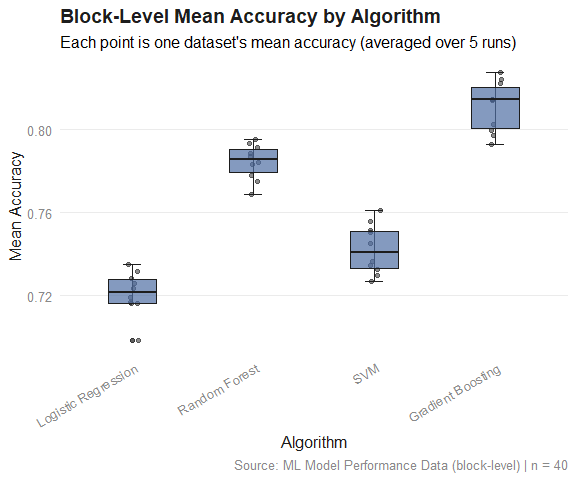 Block-Level Mean Accuracy by Algorithm
Each point is one dataset's mean accuracy (averaged over 5 runs)
Mean Accuracy
0.80
0.76
0.72
Logistic Regression
Random Forest
SVM
Gradient Boosting
Algorithm
Source: ML Model Performance Data (block-level) | n = 40